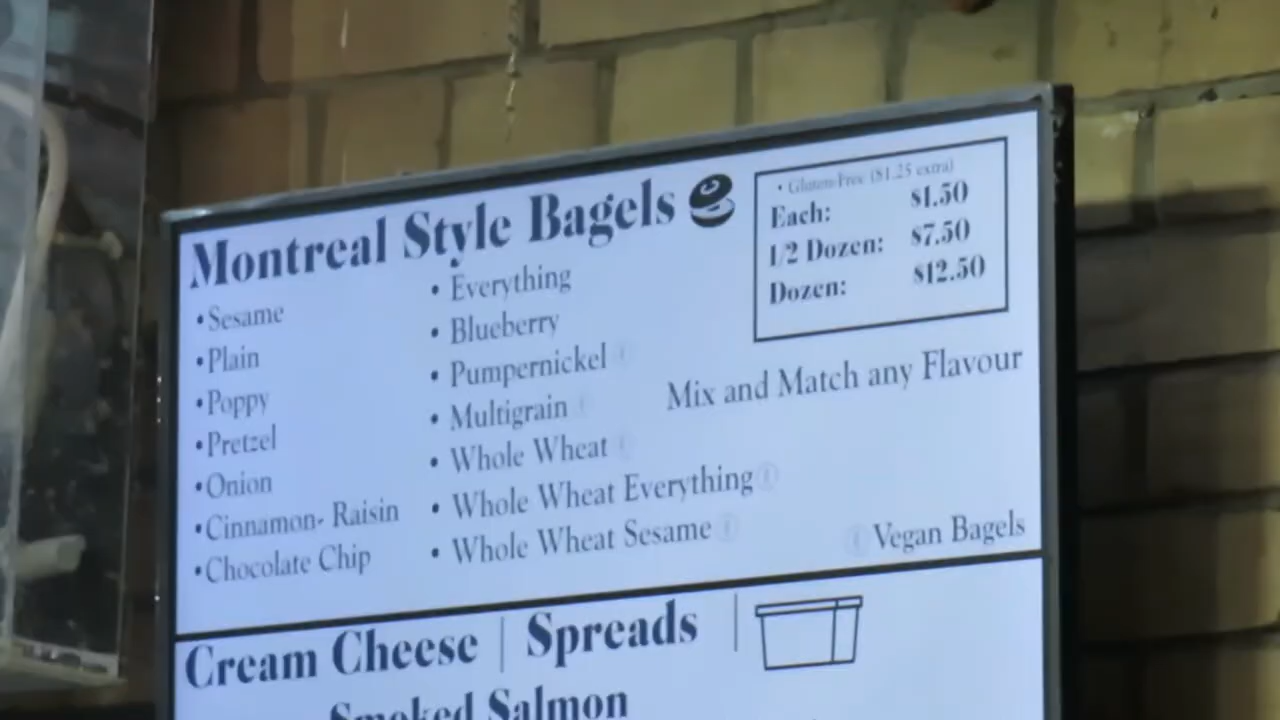 Montreal Style Bagels
• Sesame
• Plain
• Poppy
• Pretzel
• Onion
• Cinnamon- Raisin
• Chocolate Chip
• Everything
• Blueberry
• Pumpernickel
• Multigrain
• Whole Wheat
• Whole Wheat Everything
• Whole Wheat Sesame
• Gluten-Free ($1.25 extra)
Each: $1.50
1/2 Dozen: $7.50
Dozen: $12.50
Mix and Match any Flavour
Vegan Bagels
Cream Cheese | Spreads |
Smoked Salmon